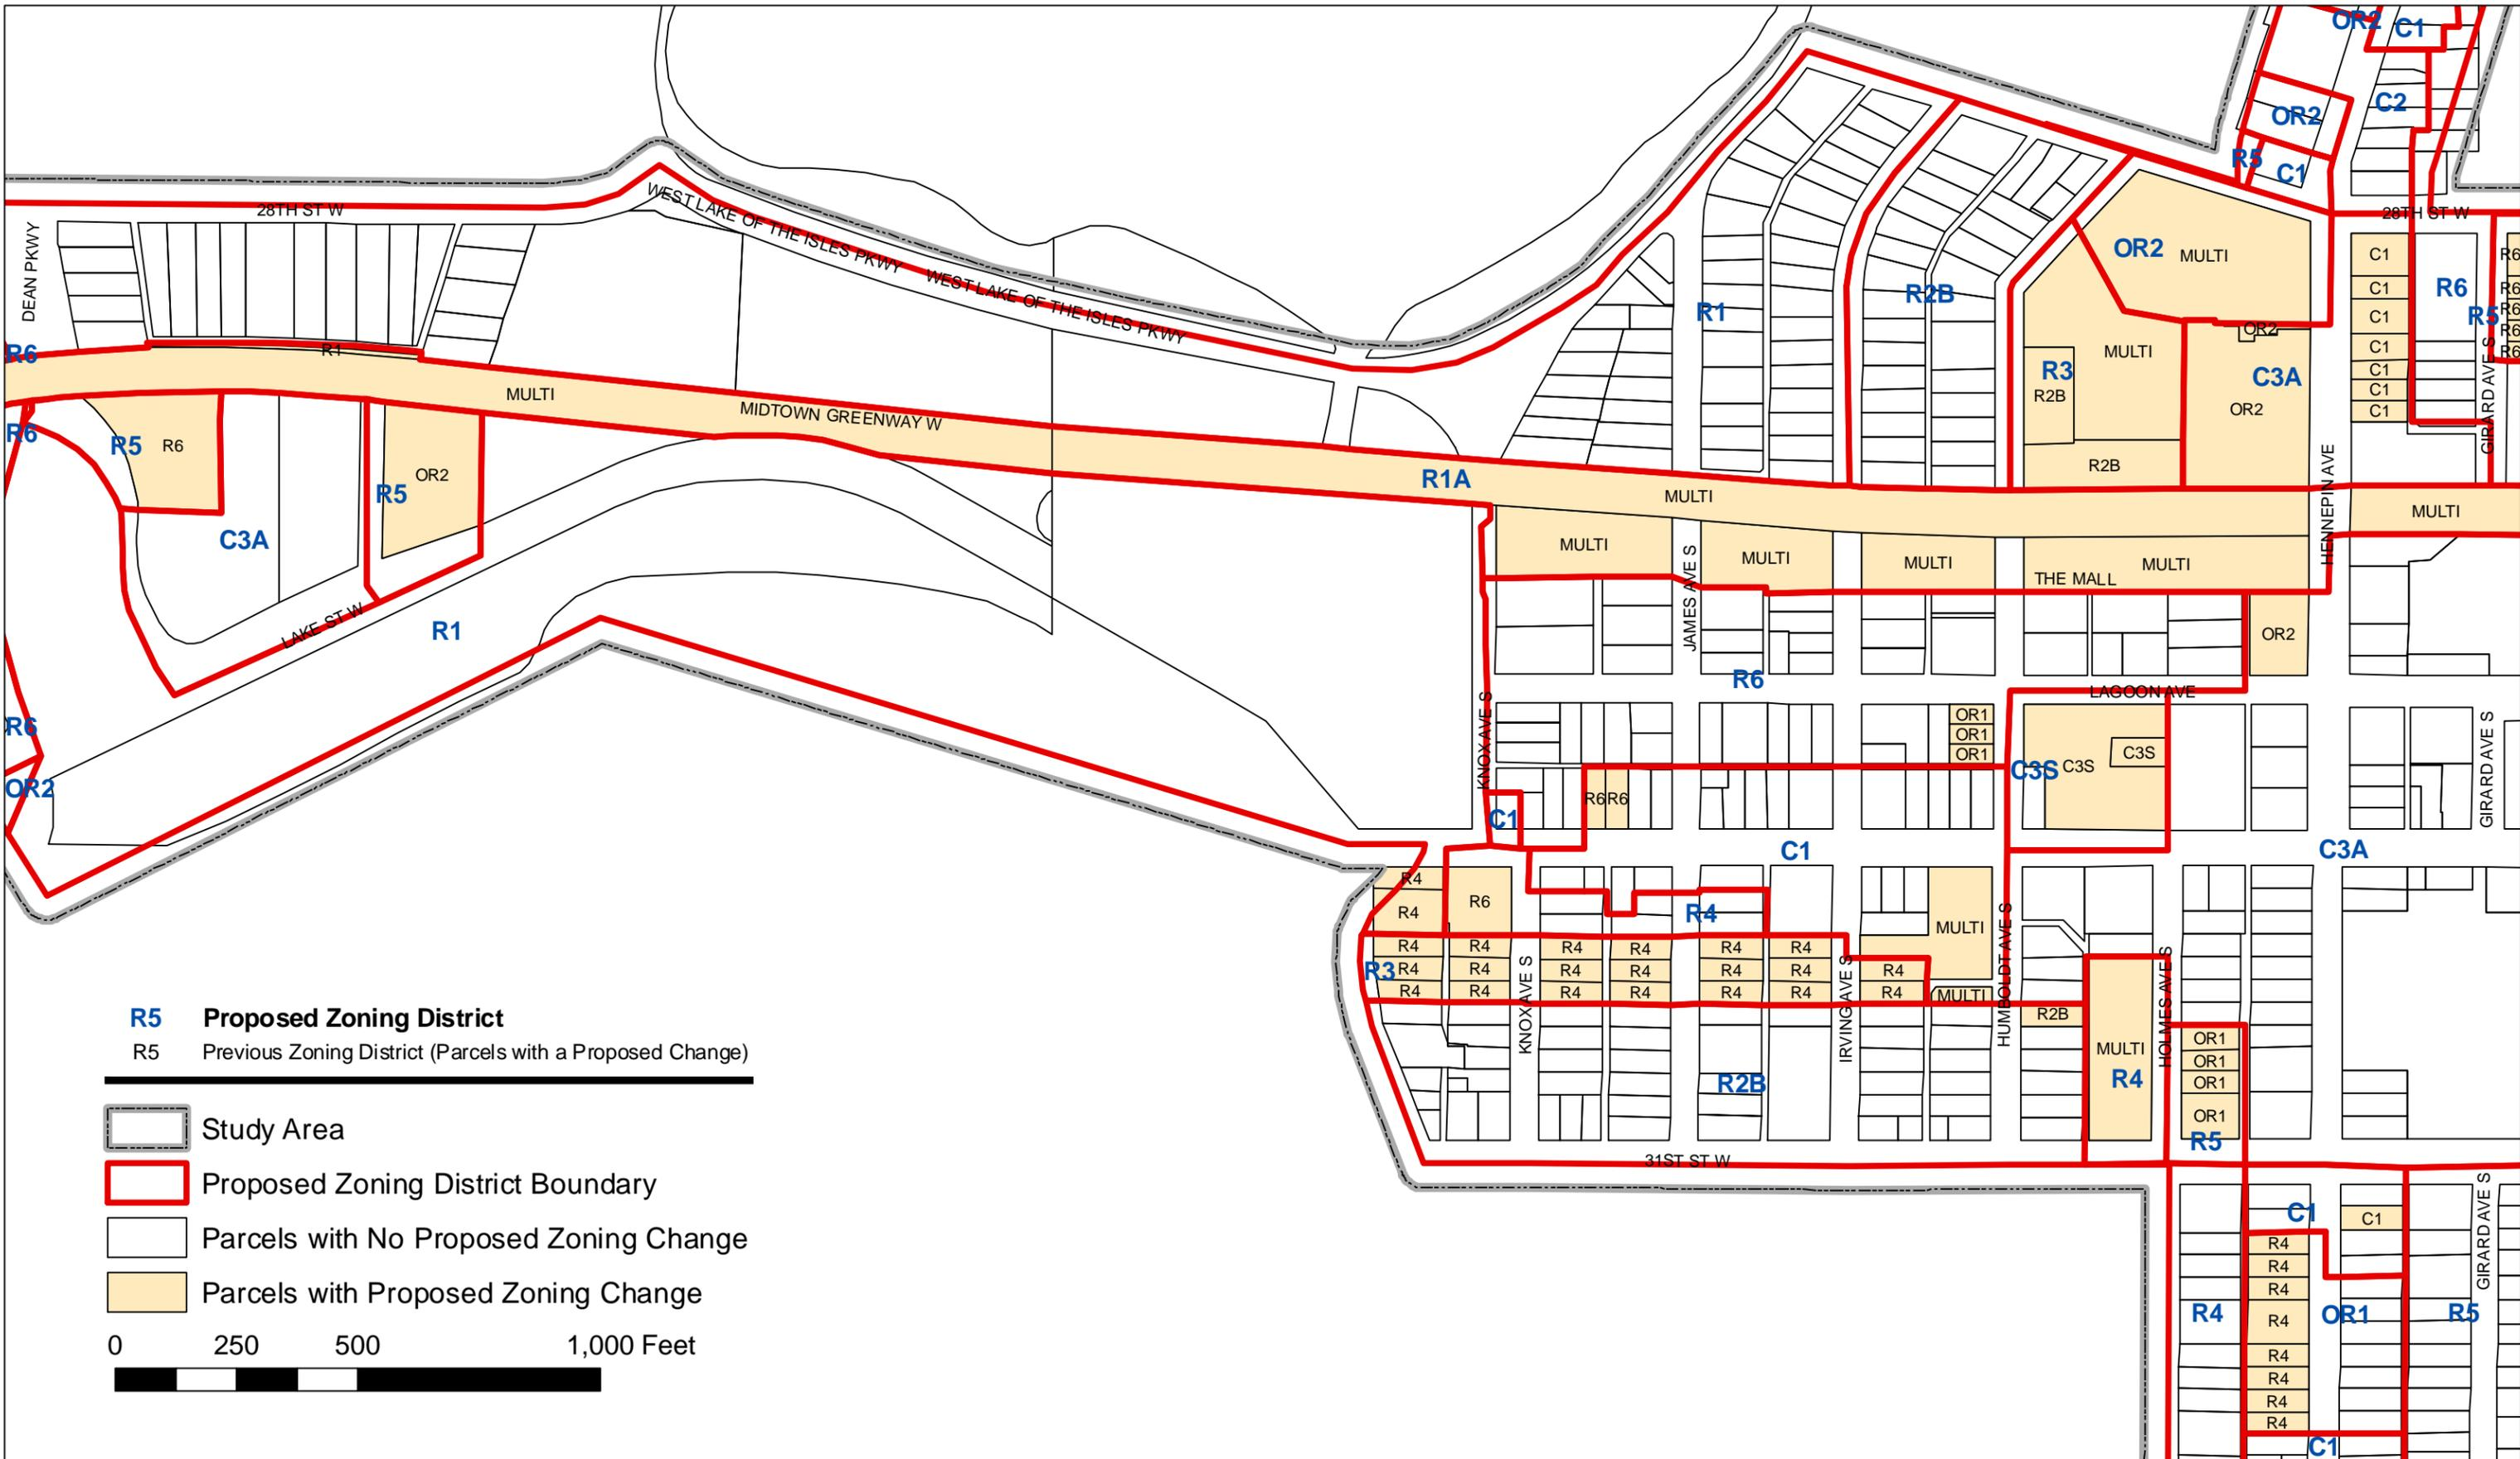 OR2
C1
OR2
C2
R5
C1
28TH ST W
28TH ST W
WEST LAKE OF THE ISLES PKWY
WEST LAKE OF THE ISLES PKWY
DEAN PKWY
OR2
MULTI
C1
R6
R6
R1
R2B
C1
R6
C1
R5
R6
R6
OR2
R6
R1
MULTI
R3
R2B
MULTI
C3A
OR2
C1
C1
C1
C1
R6
GIRARD AVE S
MULTI
MIDTOWN GREENWAY W
R6
R5
R6
R5
OR2
R1A
MULTI
R2B
HENNEPIN AVE
MULTI
C3A
MULTI
MULTI
MULTI
MULTI
THE MALL
JAMES AVE S
LAKE ST W
R1
OR2
R6
LAGOON AVE
R6
OR2
KNOX AVE S
OR1
OR1
OR1
C3S
C3S
C3S
GIRARD AVE S
C1
R6
R6
C1
C3A
R4
R4
R6
R4
MULTI
HUMBOLDT AVE S
R4
R4
R4
R4
R4
R4
R3
R4
R4
R4
R4
R4
R4
R4
R4
R4
R4
R4
R4
R4
R4
MULTI
KNOX AVE S
IRVING AVE S
R2B
MULTI
R4
HOLMES AVE S
OR1
OR1
OR1
OR1
R5
R2B
31ST ST W
R5 Proposed Zoning District
R5 Previous Zoning District (Parcels with a Proposed Change)
Study Area
Proposed Zoning District Boundary
Parcels with No Proposed Zoning Change
Parcels with Proposed Zoning Change
0 250 500 1,000 Feet
C1
C1
GIRARD AVE S
R4
R4
R4
R4
R4
OR1
R5
R4
R4
R4
R4
C1